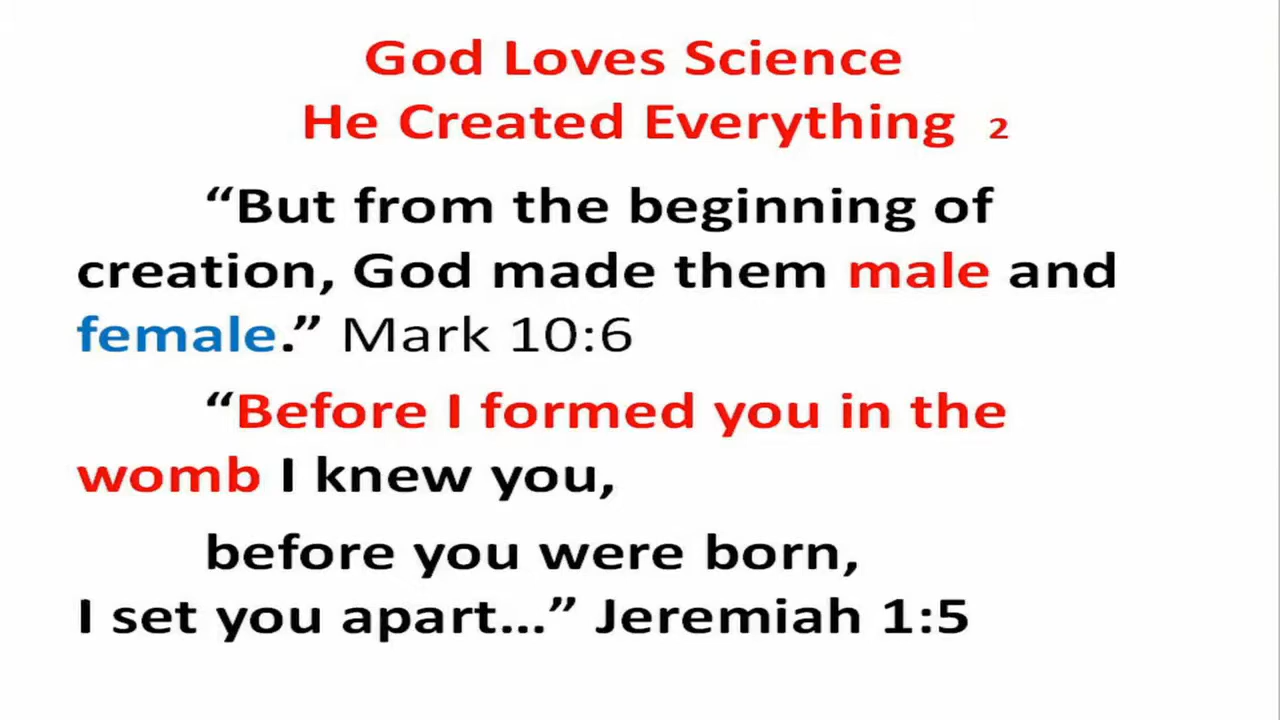 God Loves Science
He Created Everything 2
“But from the beginning of
creation, God made them male and
female.” Mark 10:6
“Before I formed you in the
womb I knew you,
before you were born,
I set you apart...” Jeremiah 1:5